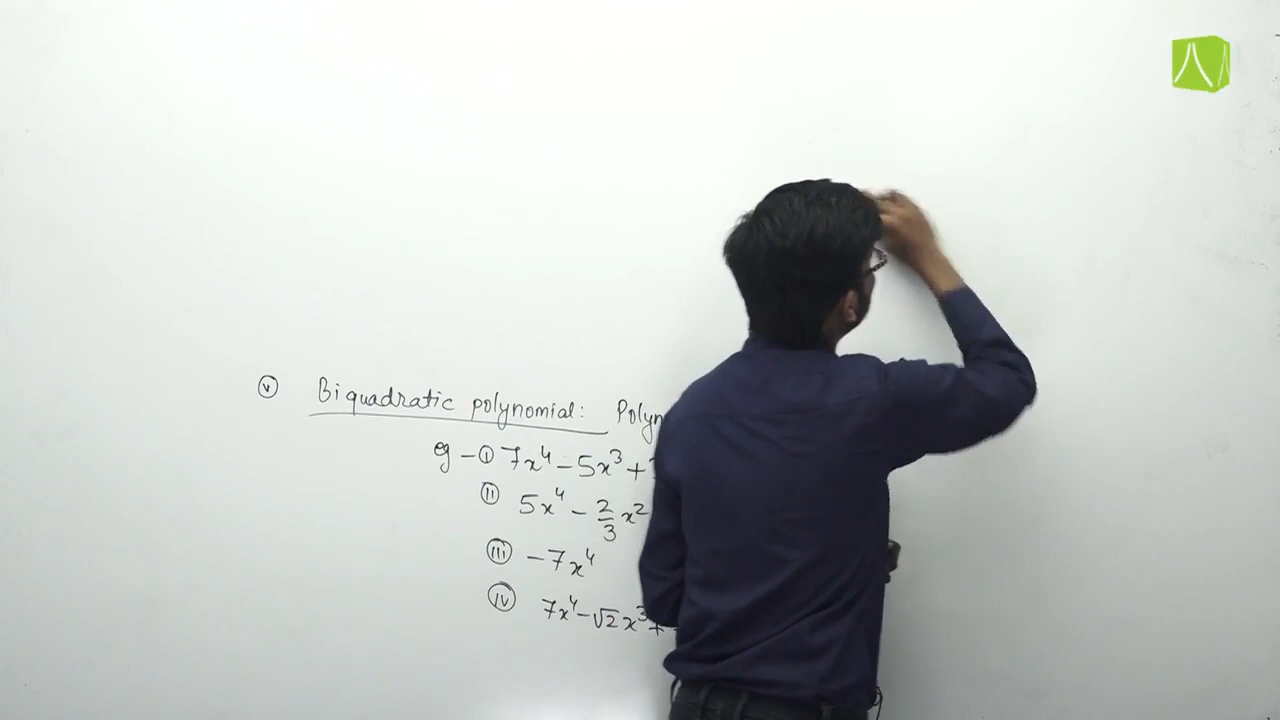 ⓥ Biquadratic polynomial: Polyn
eg – ⓘ 7x⁴ – 5x³ +
ⓘⓘ 5x⁴ – 2/3 x²
ⓘⓘⓘ – 7x⁴
ⓘⓥ 7x⁴ – √2 x³ +